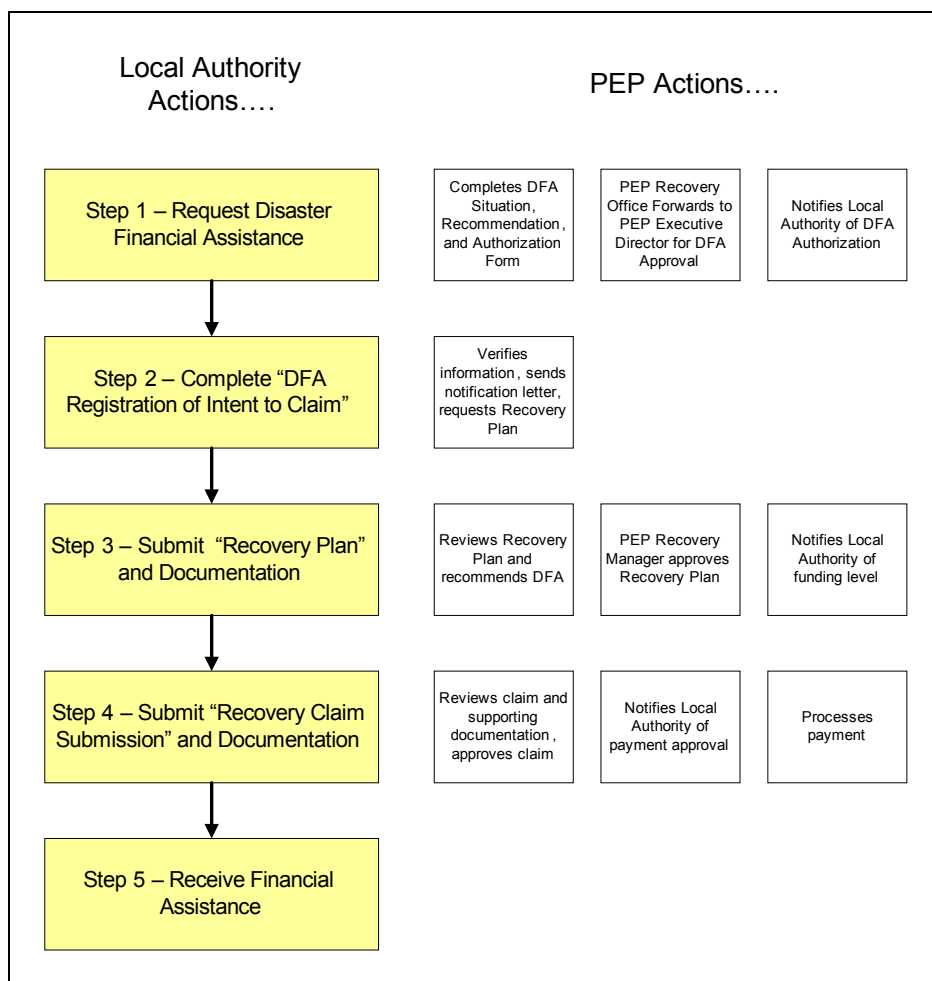 Local Authority
Actions….
PEP Actions….
Step 1 – Request Disaster
Financial Assistance
Completes DFA
Situation,
Recommendation,
and Authorization
Form
PEP Recovery
Office Forwards to
PEP Executive
Director for DFA
Approval
Notifies Local
Authority of DFA
Authorization
Step 2 – Complete “DFA
Registration of Intent to Claim”
Verifies
information, sends
notification letter,
requests Recovery
Plan
Step 3 – Submit “Recovery Plan”
and Documentation
Reviews Recovery
Plan and
recommends DFA
PEP Recovery
Manager approves
Recovery Plan
Notifies Local
Authority of
funding level
Step 4 – Submit “Recovery Claim
Submission” and Documentation
Reviews claim and
supporting
documentation,
approves claim
Notifies Local
Authority of
payment approval
Processes
payment
Step 5 – Receive Financial
Assistance